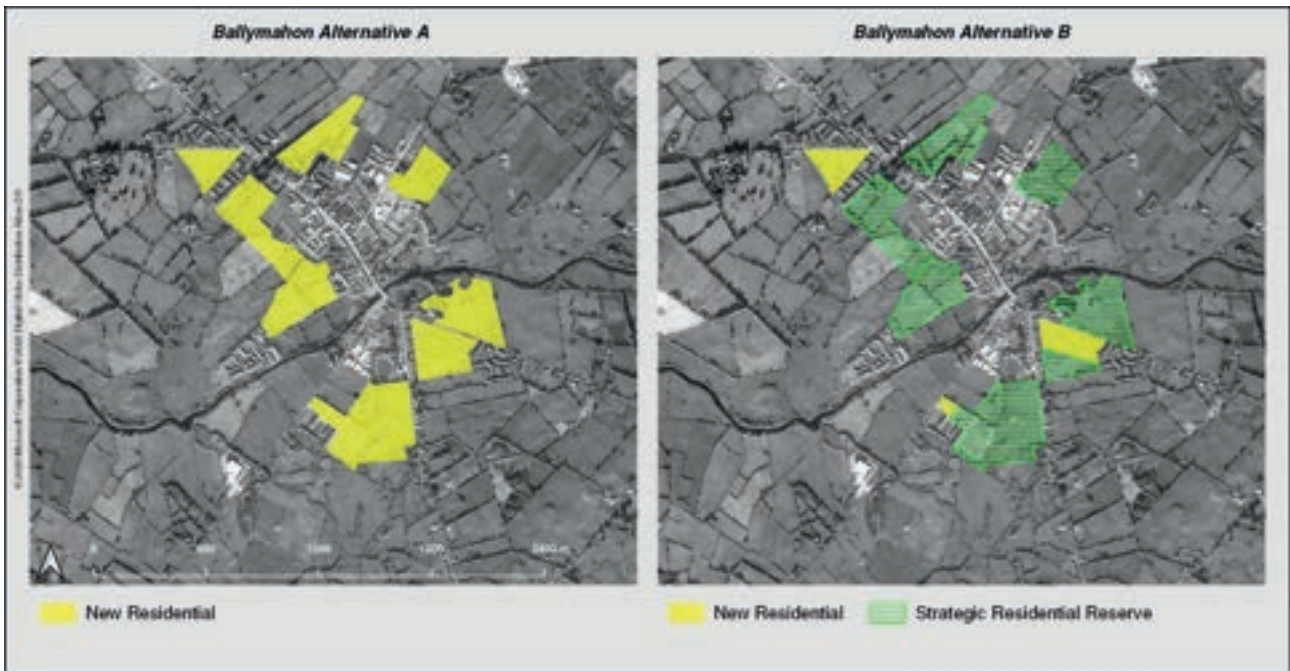 Ballymahon Alternative A
Ballymahon Alternative B
New Residential
New Residential
Strategic Residential Reserve